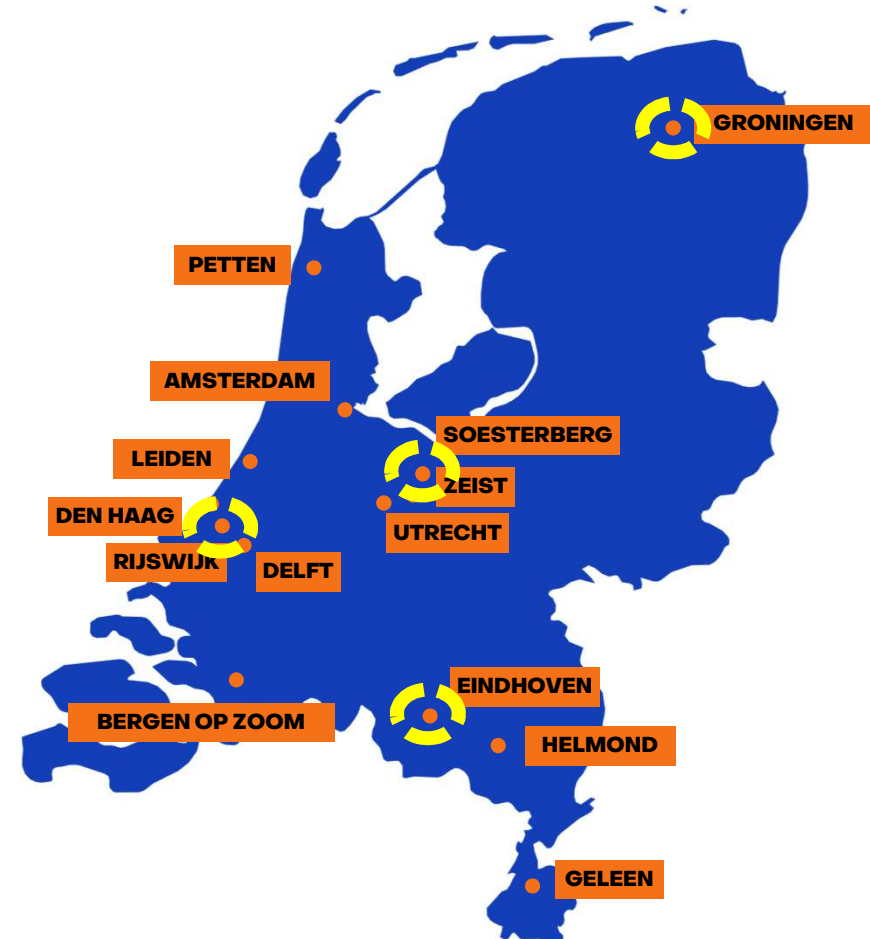 GRONINGEN
PETTEN
AMSTERDAM
SOESTERBERG
LEIDEN
ZEIST
DEN HAAG
UTRECHT
RIJSWIJK
DELFT
EINDHOVEN
BERGEN OP ZOOM
HELMOND
GELEEN